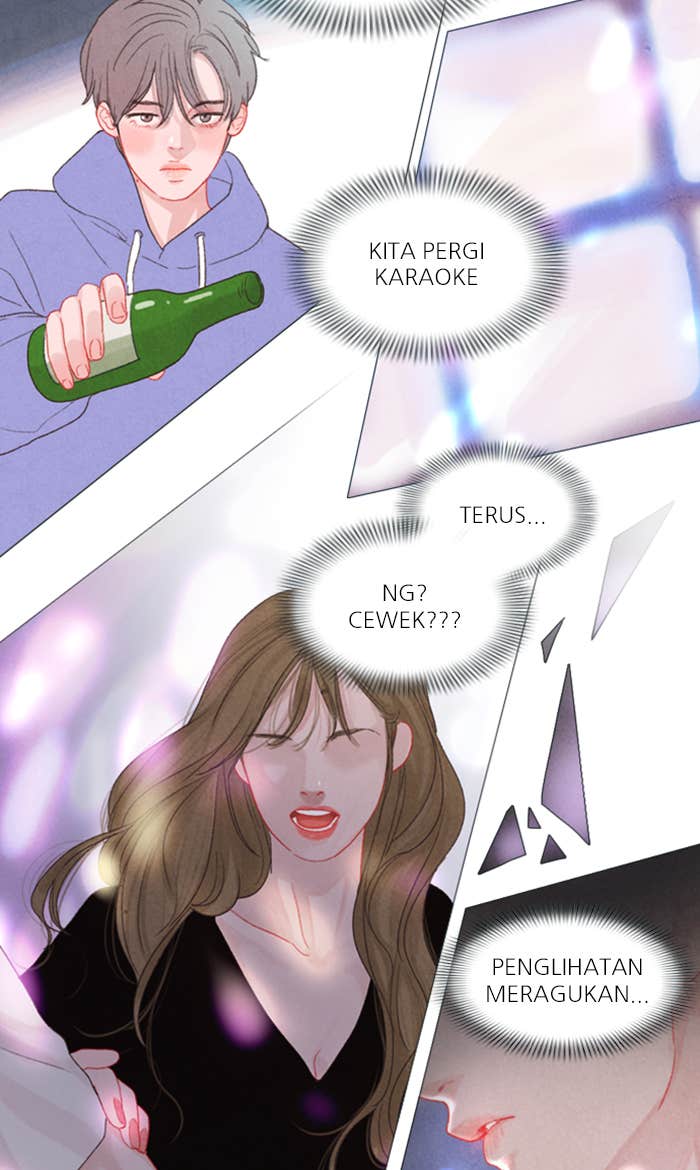 KITA PERGI
KARAOKE
TERUS...
NG?
CEWEK???
PENGLIHATAN
MERAGUKAN...